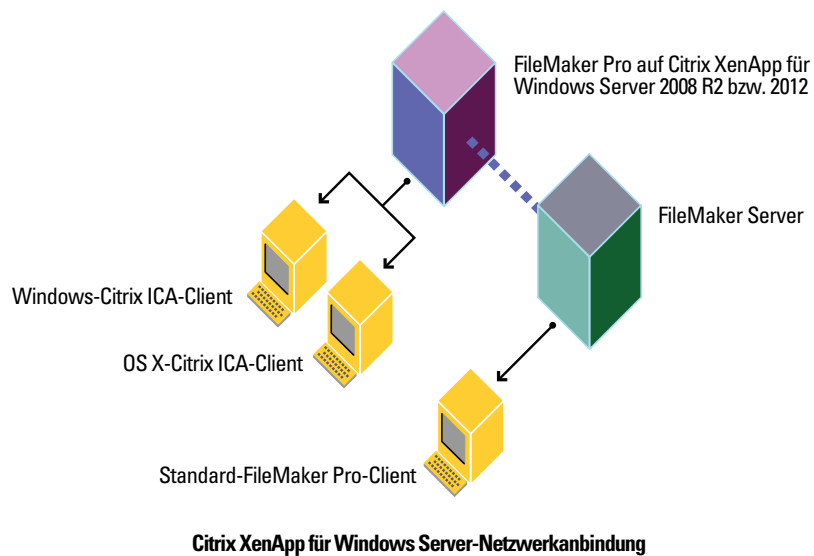 FileMaker Pro auf Citrix XenApp für
Windows Server 2008 R2 bzw. 2012
FileMaker Server
Windows-Citrix ICA-Client
OS X-Citrix ICA-Client
Standard-FileMaker Pro-Client
Citrix XenApp für Windows Server-Netzwerkanbindung